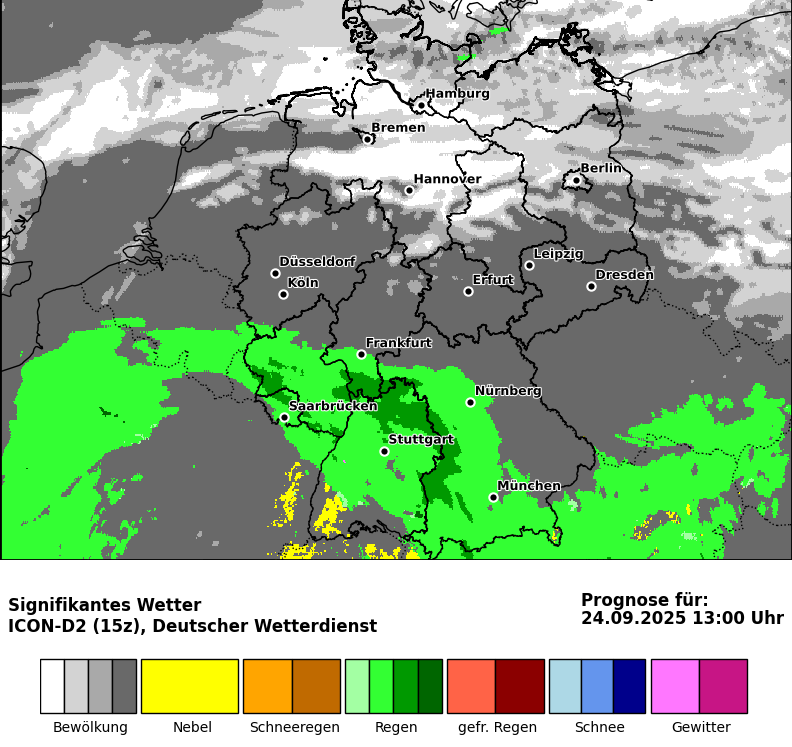 Hamburg
Bremen
Berlin
Hannover
Leipzig
Düsseldorf
Dresden
Köln
Erfurt
Frankfurt
Nürnberg
Saarbrücken
Stuttgart
München
Signifikantes Wetter
ICON-D2 (15z), Deutscher Wetterdienst
Prognose für:
24.09.2025 13:00 Uhr
Bewölkung
Nebel
Schneeregen
Regen
gefr. Regen
Schnee
Gewitter